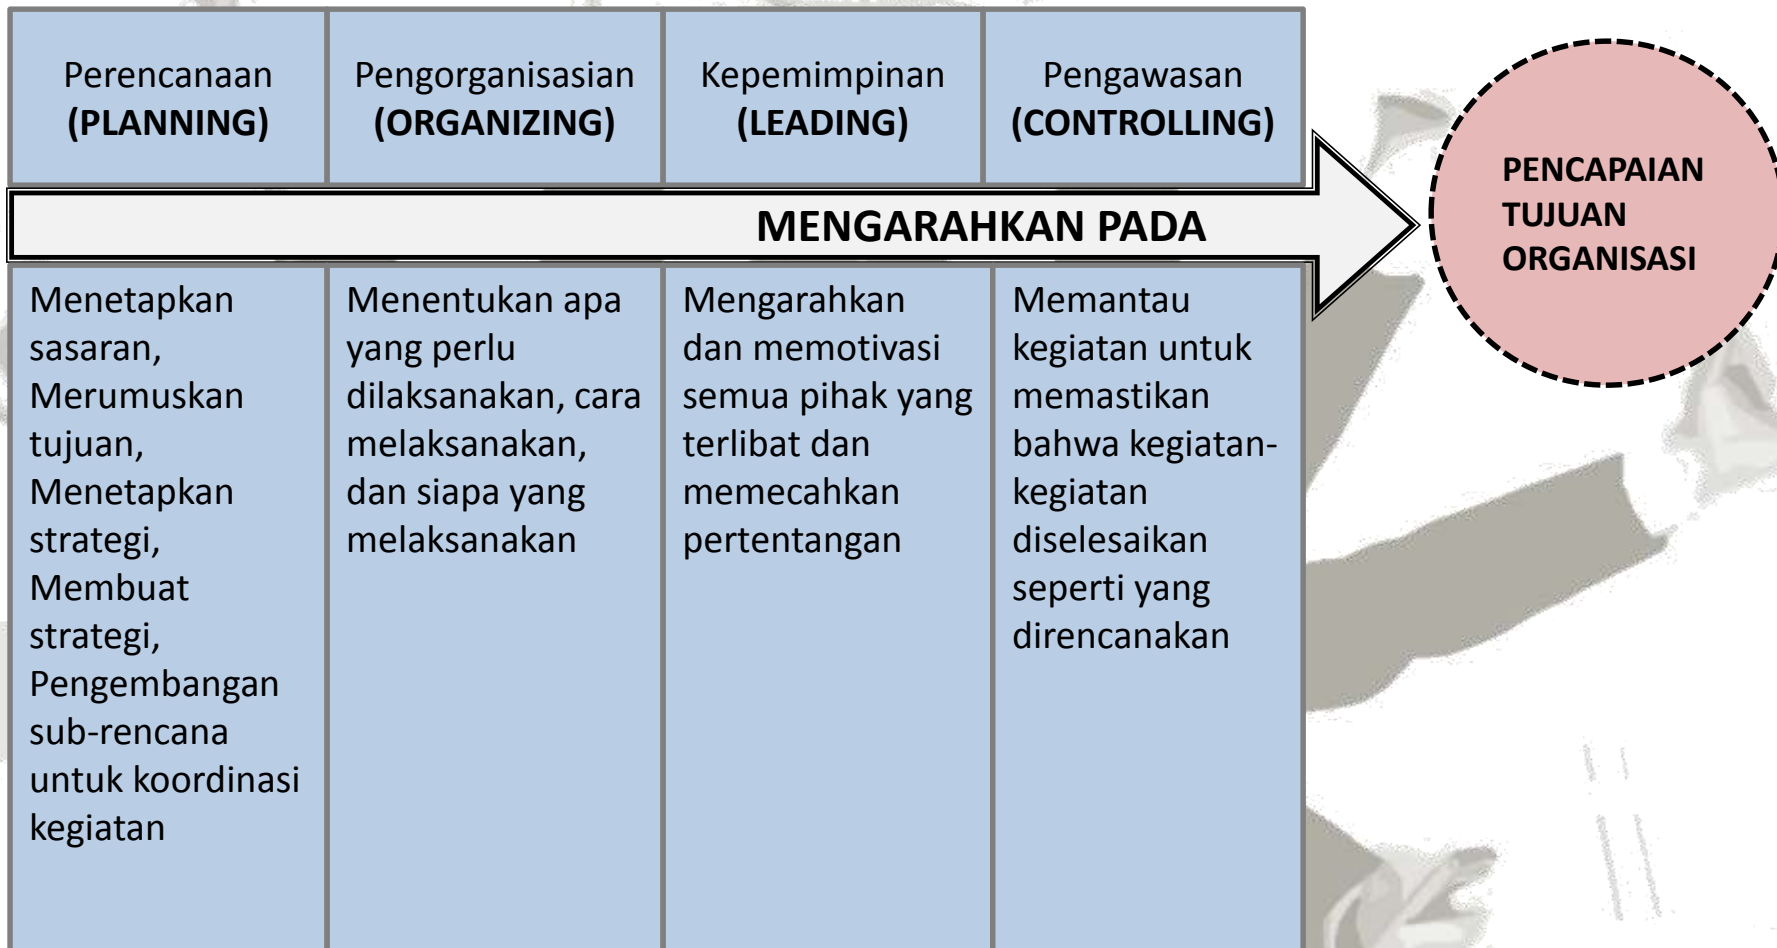 Perencanaan
(PLANNING)
Pengorganisasian
(ORGANIZING)
Kepemimpinan
(LEADING)
Pengawasan
(CONTROLLING)
MENGARAHKAN PADA
PENCAPAIAN
TUJUAN
ORGANISASI
Menetapkan
sasaran,
Merumuskan
tujuan,
Menetapkan
strategi,
Membuat
strategi,
Pengembangan
sub-rencana
untuk koordinasi
kegiatan
Menentukan apa
yang perlu
dilaksanakan, cara
melaksanakan,
dan siapa yang
melaksanakan
Mengarahkan
dan memotivasi
semua pihak yang
terlibat dan
memecahkan
pertentangan
Memantau
kegiatan untuk
memastikan
bahwa kegiatan-
kegiatan
diselesaikan
seperti yang
direncanakan